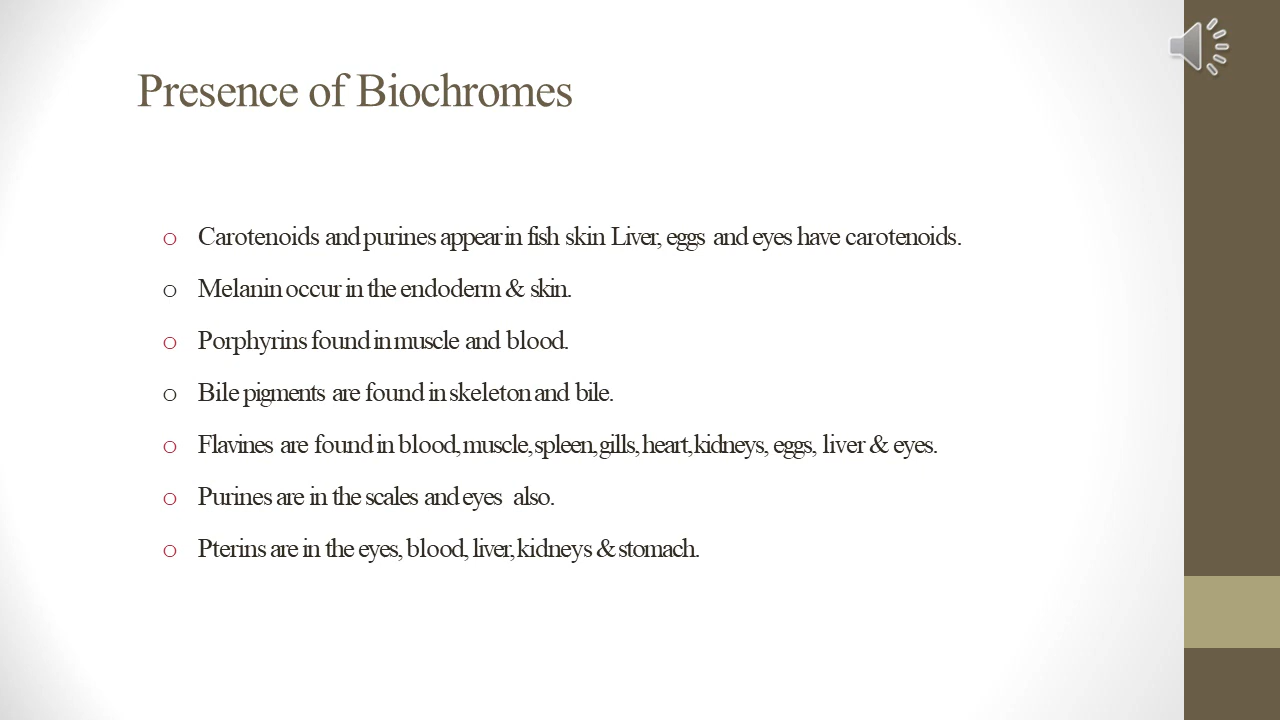 Presence of Biochromes
o Carotenoids and purines appear in fish skin Liver, eggs and eyes have carotenoids.
o Melanin occur in the endoderm & skin.
o Porphyrins found in muscle and blood.
o Bile pigments are found in skeleton and bile.
o Flavines are found in blood, muscle, spleen, gills, heart, kidneys, eggs, liver & eyes.
o Purines are in the scales and eyes also.
o Pterins are in the eyes, blood, liver, kidneys & stomach.